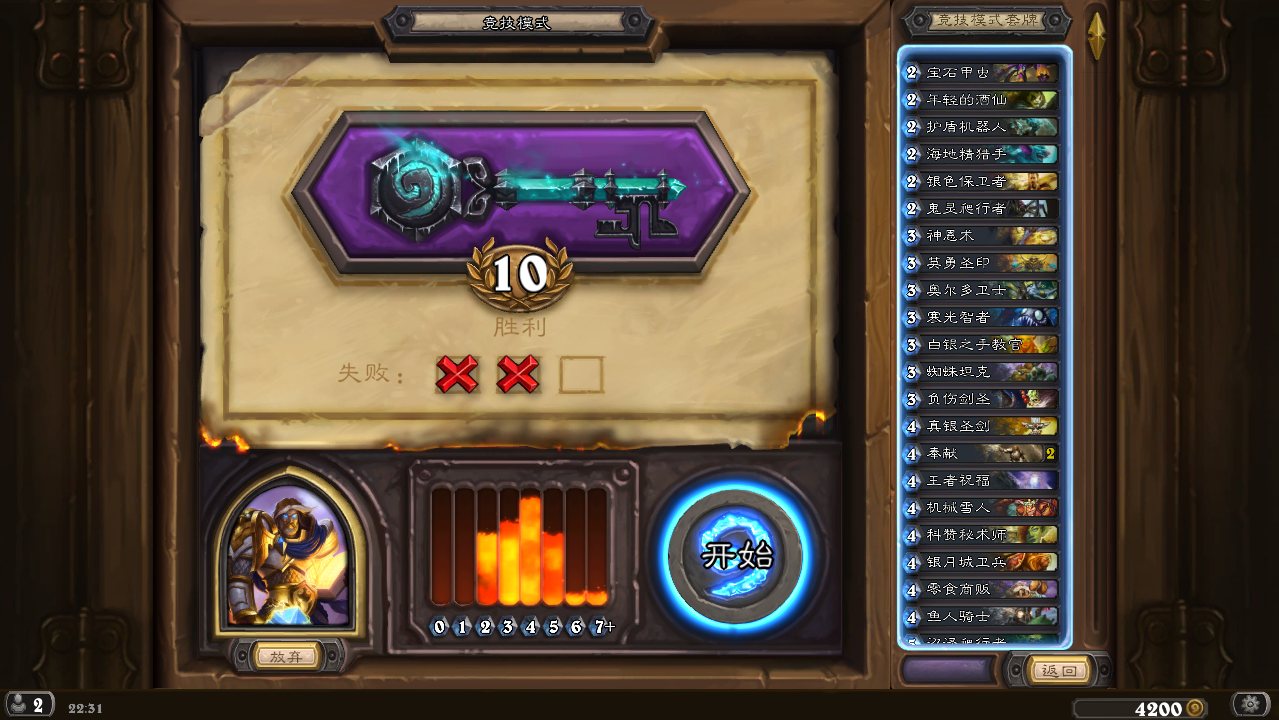 竞技模式
竞技模式套牌
10
胜利
失败：
0 1 2 3 4 5 6 7+
开始
放弃
2 宝石甲虫
2 年轻的酒仙
2 护盾机器人
2 海地精猎手
2 银色保卫者
2 鬼灵爬行者
3 神恩术
3 英勇圣印
3 奥尔多卫士
3 寒光智者
3 白银之手教官
3 蜘蛛坦克
3 负伤剑圣
4 真银圣剑
4 奉献 2
4 王者祝福
4 机械雪人
4 科赞秘术师
4 银月城卫兵
4 零食商贩
4 鱼人骑士
5 沼泽爬行者
返回
2
22:31
4200